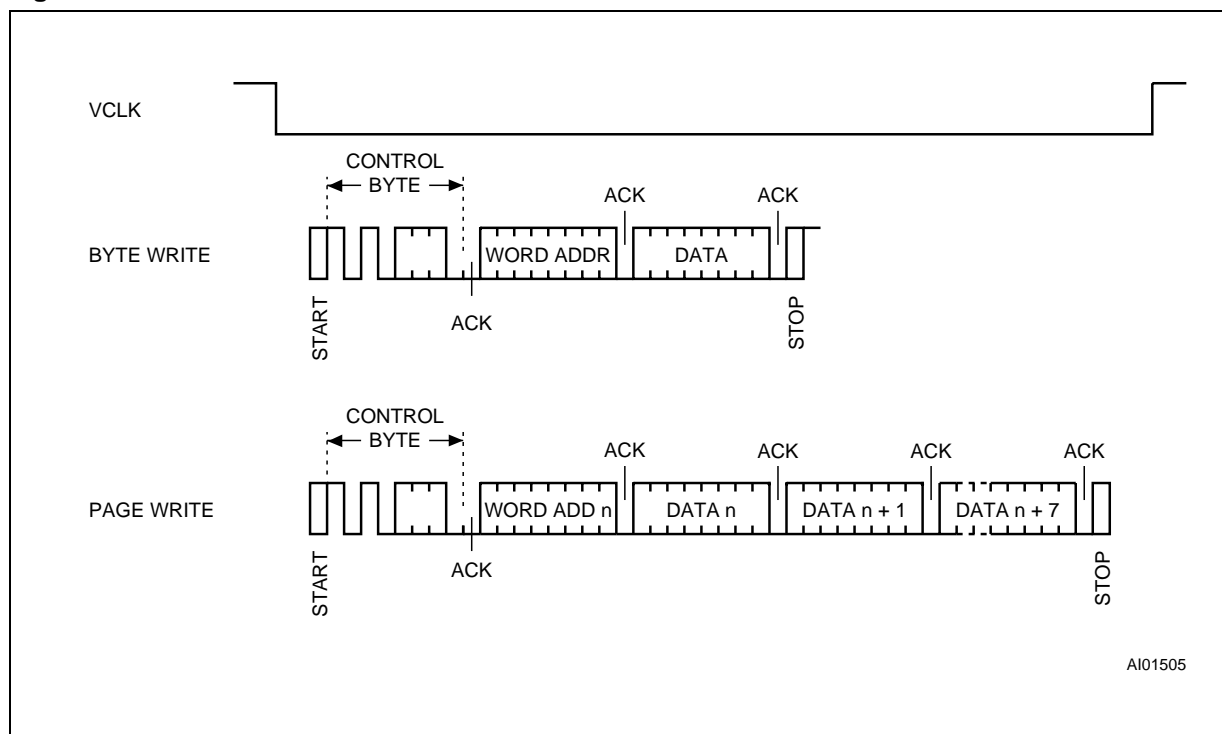 VCLK
CONTROL
BYTE
ACK ACK
BYTE WRITE
WORD ADDR DATA
START
ACK
STOP
CONTROL
BYTE
ACK ACK ACK ACK
PAGE WRITE
WORD ADD n DATA n DATA n + 1 DATA n + 7
START
ACK
STOP
AI01505